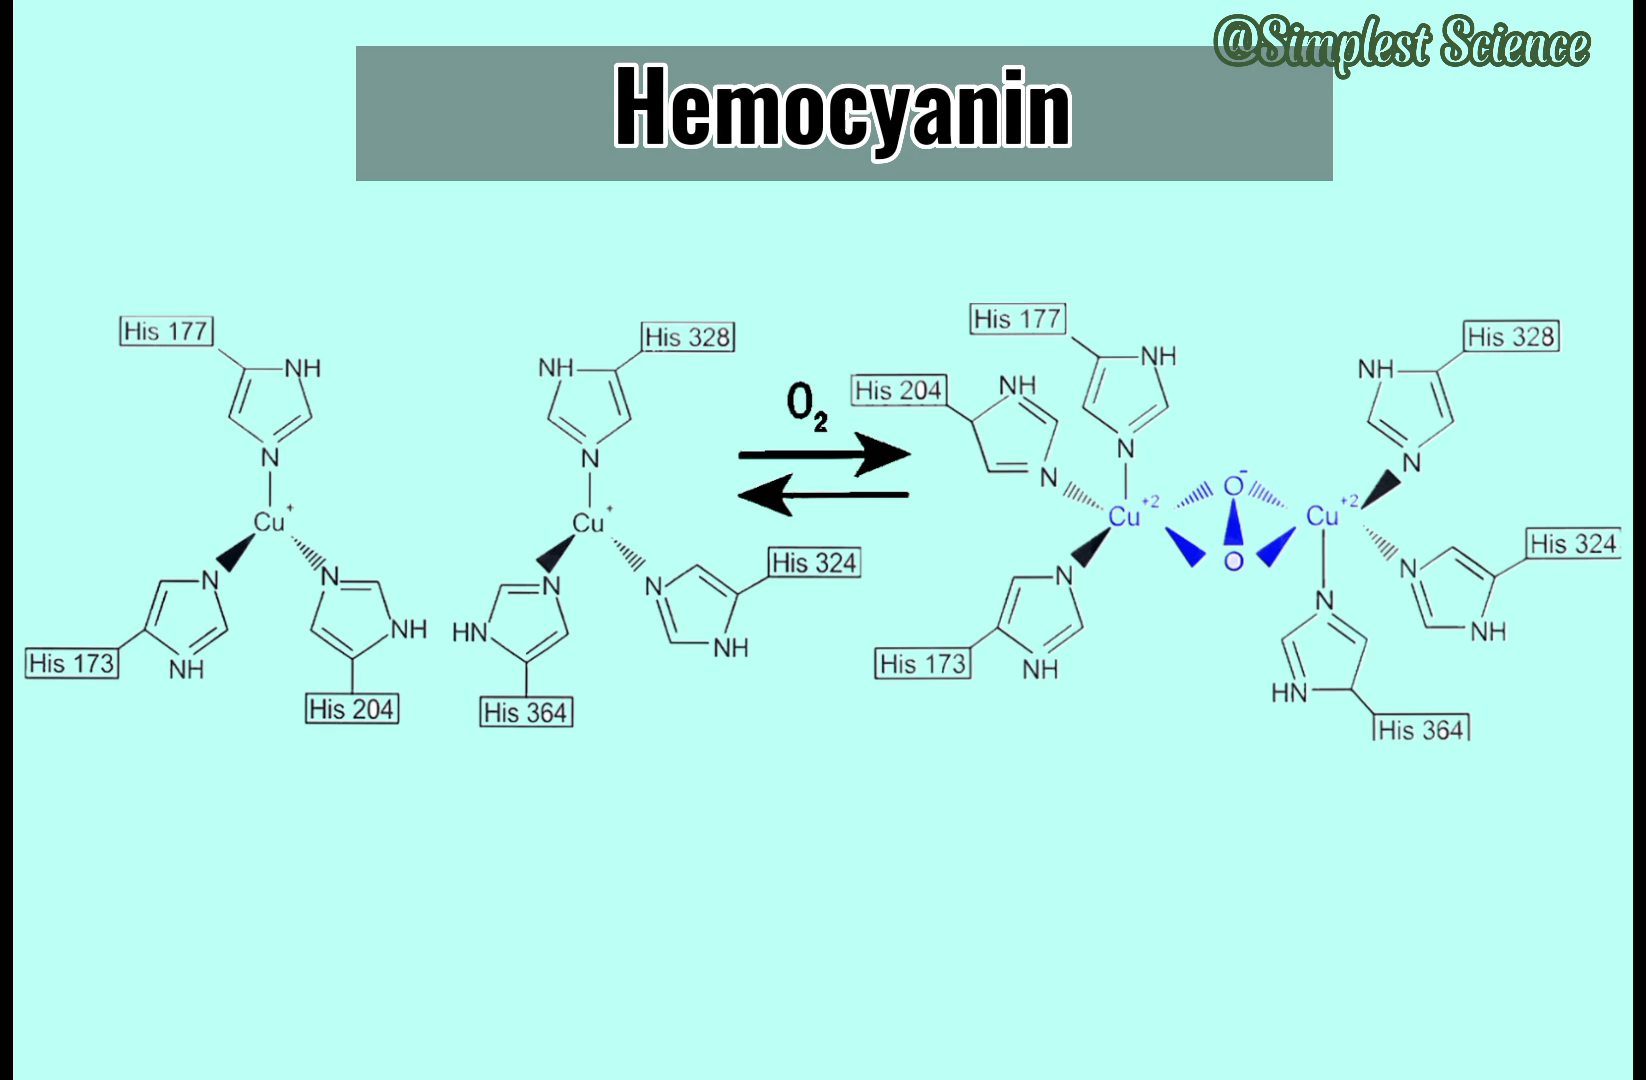 @Simplest Science
Hemocyanin
His 177
NH
N
Cu+
N
NH
His 173
N
NH
His 204
His 328
NH
N
Cu+
N
HN
His 364
N
NH
His 324
O2
His 177
NH
N
His 204
NH
N
Cu+2
N
NH
His 173
O-
O
His 328
NH
N
Cu+2
His 324
N
NH
N
HN
His 364